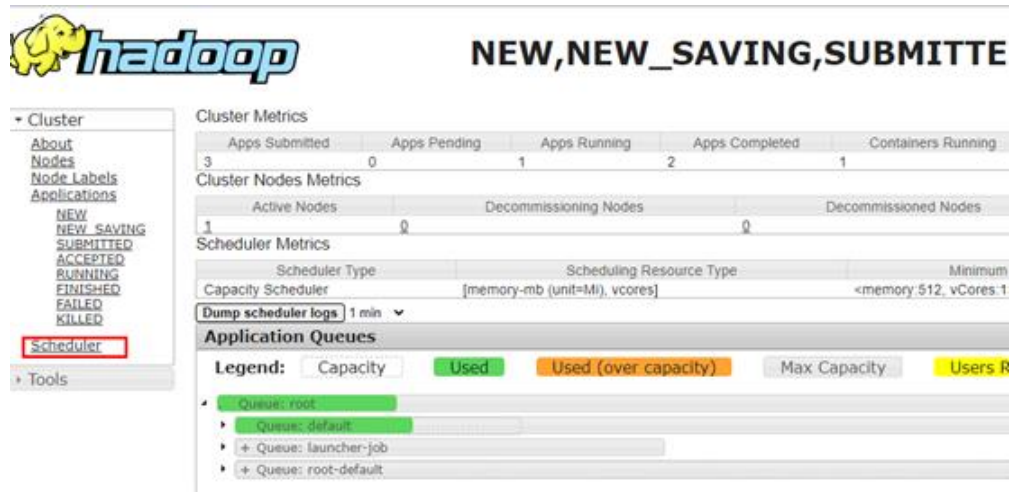 hadoop
NEW,NEW_SAVING,SUBMITTE
Cluster
About
Nodes
Node Labels
Applications
NEW
NEW_SAVING
SUBMITTED
ACCEPTED
RUNNING
FINISHED
FAILED
KILLED
Scheduler
Tools
Cluster Metrics
Apps Submitted Apps Pending Apps Running Apps Completed Containers Running
3 0 1 2 1
Cluster Nodes Metrics
Active Nodes Decommissioning Nodes Decommissioned Nodes
1 0 0
Scheduler Metrics
Scheduler Type Scheduling Resource Type Minimum
Capacity Scheduler [memory-mb (unit=Mi), vcores] <memory:512, vCores:1
Dump scheduler logs 1 min
Application Queues
Legend: Capacity Used Used (over capacity) Max Capacity Users R
Queue: root
Queue: default
+ Queue: launcher-job
+ Queue: root-default